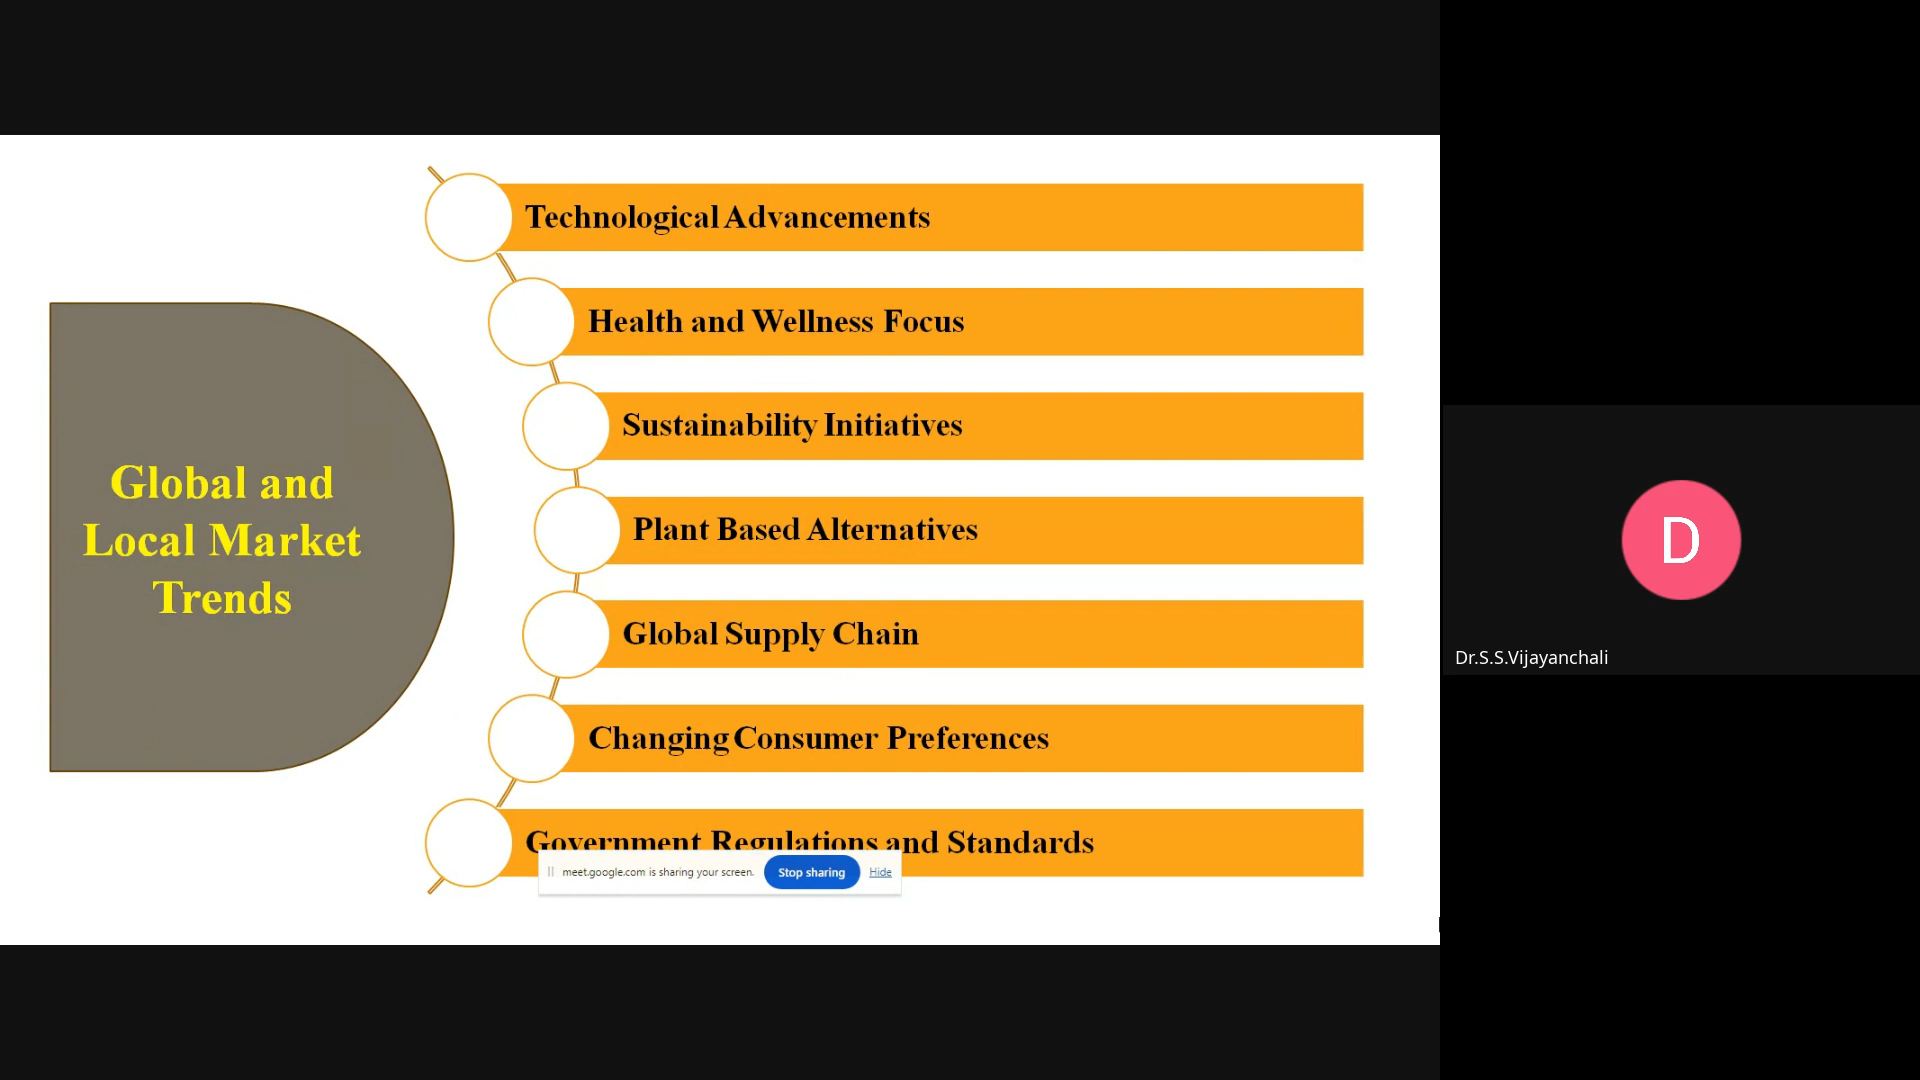 Global and
Local Market
Trends
Technological Advancements
Health and Wellness Focus
Sustainability Initiatives
Plant Based Alternatives
Global Supply Chain
Changing Consumer Preferences
Government Regulations and Standards
meet.google.com is sharing your screen.
Stop sharing
Hide
D
Dr.S.S.Vijayanchali